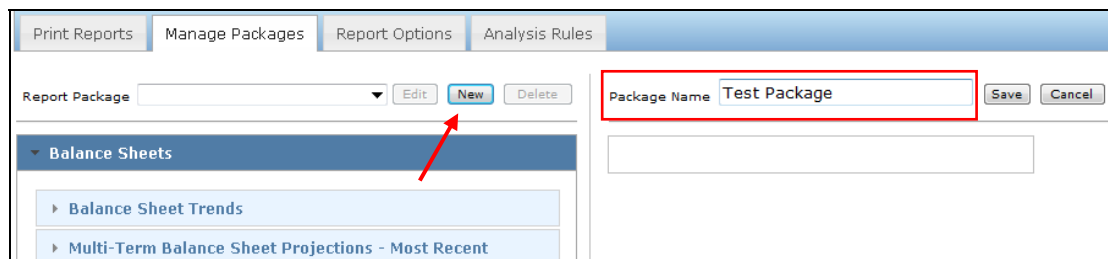 Print Reports Manage Packages Report Options Analysis Rules
Report Package Edit New Delete
Package Name Test Package Save Cancel
Balance Sheets
Balance Sheet Trends
Multi-Term Balance Sheet Projections - Most Recent